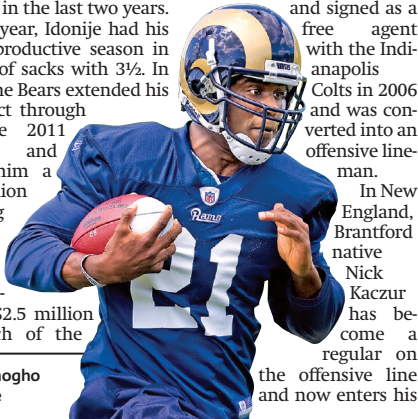 in the last two years.
year, Idonije had his
productive season in
of sacks with 3½. In
he Bears extended his
ct through
e 2011
and
him a
ion
g
-
$2.5 million
ch of the
nogho
and signed as a
free agent
with the Indi-
anapolis
Colts in 2006
and was con-
verted into an
offensive line-
man.
In New
England,
Brantford
native
Nick
Kaczur
has be-
come a
regular on
the offensive line
and now enters his
Rams
21